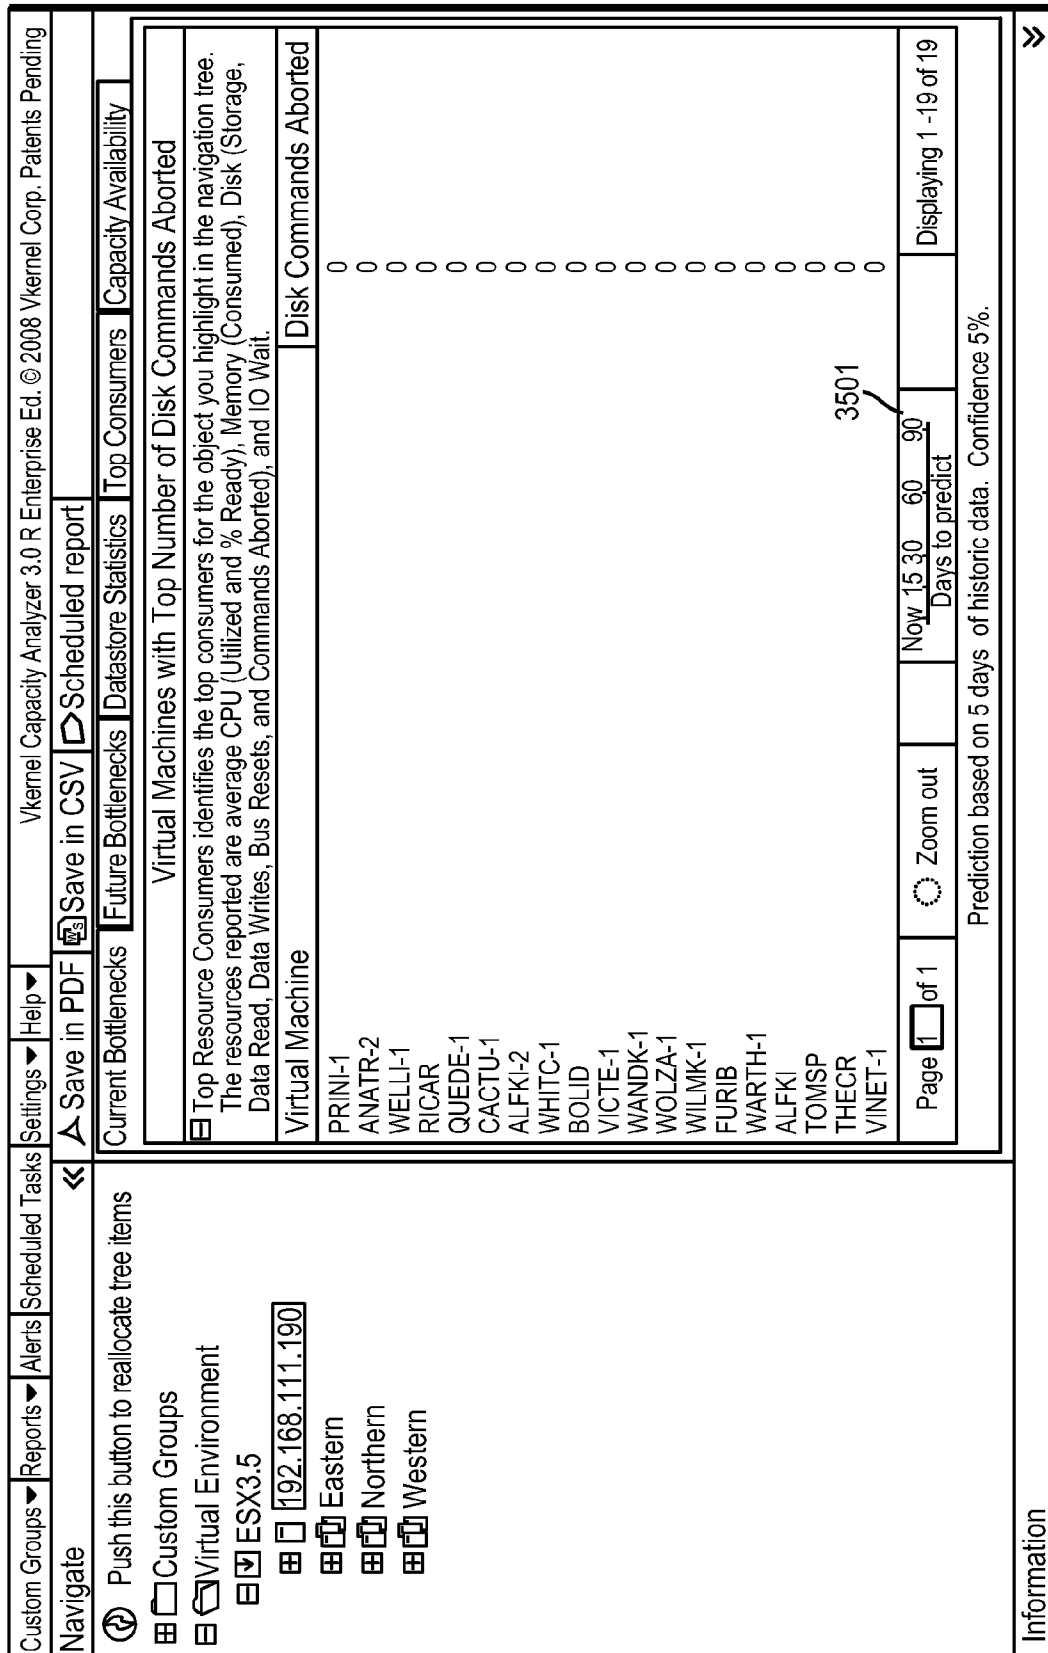 Custom Groups Reports Alerts Scheduled Tasks Settings Help Vkernel Capacity Analyzer 3.0 R Enterprise Ed. © 2008 Vkernel Corp. Patents Pending
Navigate « Save in PDF Save in CSV Scheduled report
Push this button to reallocate tree items
Custom Groups
Virtual Environment
ESX3.5
192.168.111.190
Eastern
Northern
Western
Current Bottlenecks Future Bottlenecks Datastore Statistics Top Consumers Capacity Availability
Virtual Machines with Top Number of Disk Commands Aborted
Top Resource Consumers identifies the top consumers for the object you highlight in the navigation tree.
The resources reported are average CPU (Utilized and % Ready), Memory (Consumed), Disk (Storage,
Data Read, Data Writes, Bus Resets, and Commands Aborted), and IO Wait.
Virtual Machine Disk Commands Aborted
PRINI-1 0
ANATR-2 0
WELLI-1 0
RICAR 0
QUEDE-1 0
CACTU-1 0
ALFKI-2 0
WHITC-1 0
BOLID 0
VICTE-1 0
WANDK-1 0
WOLZA-1 0
WILMK-1 0
FURIB 0
WARTH-1 0
ALFKI 0
TOMSP 0
THECR 0
VINET-1 0
3501
Page 1 of 1 Zoom out Now 15 30 60 90 Displaying 1 -19 of 19
Days to predict
Prediction based on 5 days of historic data. Confidence 5%.
Information »